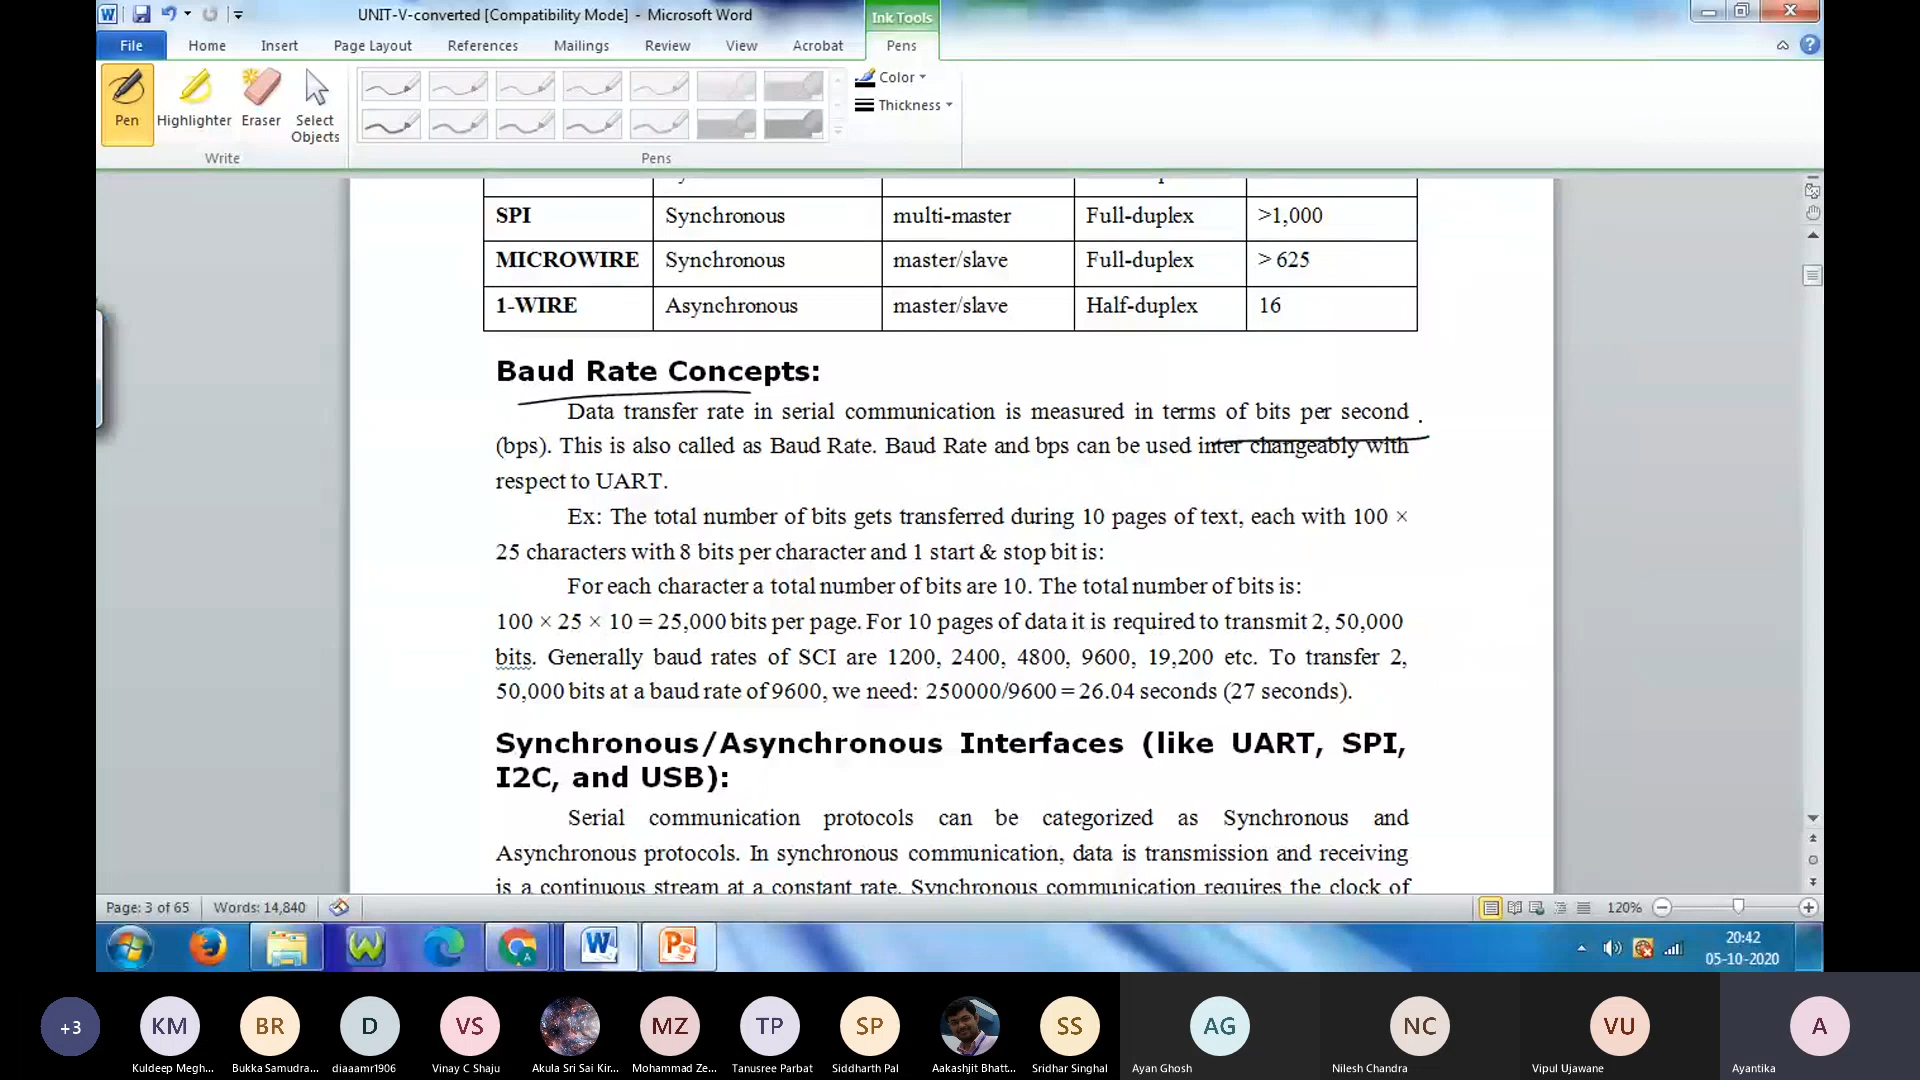 UNIT-V-converted [Compatibility Mode] - Microsoft Word
Ink Tools
File Home Insert Page Layout References Mailings Review View Acrobat Pens
Pen Highlighter Eraser Select Objects
Color
Thickness
Write Pens
SPI Synchronous multi-master Full-duplex >1,000
MICROWIRE Synchronous master/slave Full-duplex > 625
1-WIRE Asynchronous master/slave Half-duplex 16
Baud Rate Concepts:
Data transfer rate in serial communication is measured in terms of bits per second
(bps). This is also called as Baud Rate. Baud Rate and bps can be used inter changeably with
respect to UART.
Ex: The total number of bits gets transferred during 10 pages of text, each with 100 ×
25 characters with 8 bits per character and 1 start & stop bit is:
For each character a total number of bits are 10. The total number of bits is:
100 × 25 × 10 = 25,000 bits per page. For 10 pages of data it is required to transmit 2, 50,000
bits. Generally baud rates of SCI are 1200, 2400, 4800, 9600, 19,200 etc. To transfer 2,
50,000 bits at a baud rate of 9600, we need: 250000/9600 = 26.04 seconds (27 seconds).
Synchronous/Asynchronous Interfaces (like UART, SPI,
I2C, and USB):
Serial communication protocols can be categorized as Synchronous and
Asynchronous protocols. In synchronous communication, data is transmission and receiving
is a continuous stream at a constant rate. Synchronous communication requires the clock of
Page: 3 of 65 Words: 14,840 120%
20:42
05-10-2020
+3 KM BR D VS MZ TP SP SS AG NC VU A
Kuldeep Megh... Bukka Samudra... diaaamr1906 Vinay C Shaju Akula Sri Sai Kir... Mohammad Ze... Tanusree Parbat Siddharth Pal Aakashjit Bhatt... Sridhar Singhal Ayan Ghosh Nilesh Chandra Vipul Ujawane Ayantika